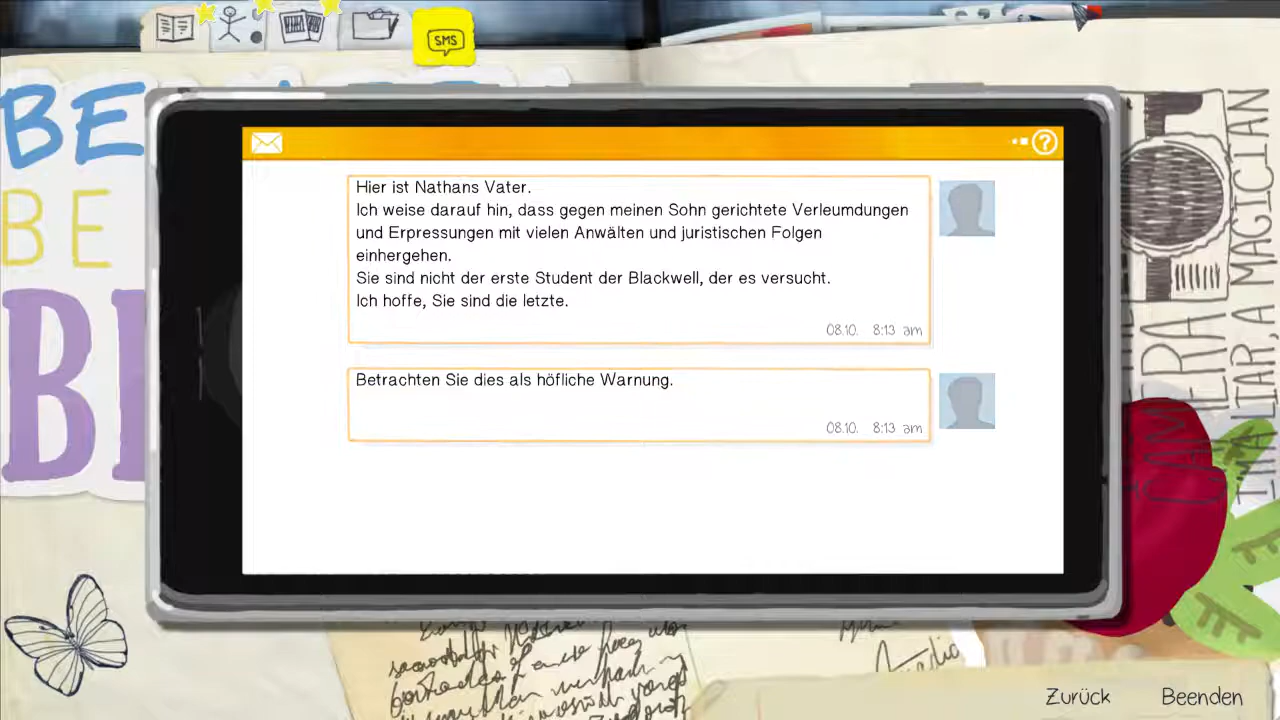 SMS
BE
BE
Hier ist Nathans Vater.
Ich weise darauf hin, dass gegen meinen Sohn gerichtete Verleumdungen
und Erpressungen mit vielen Anwälten und juristischen Folgen
einhergehen.
Sie sind nicht der erste Student der Blackwell, der es versucht.
Ich hoffe, Sie sind die letzte.
08.10. 8:13 am
Betrachten Sie dies als höfliche Warnung.
08.10. 8:13 am
CAMERA
A MAGICIAN
Zurück
Beenden